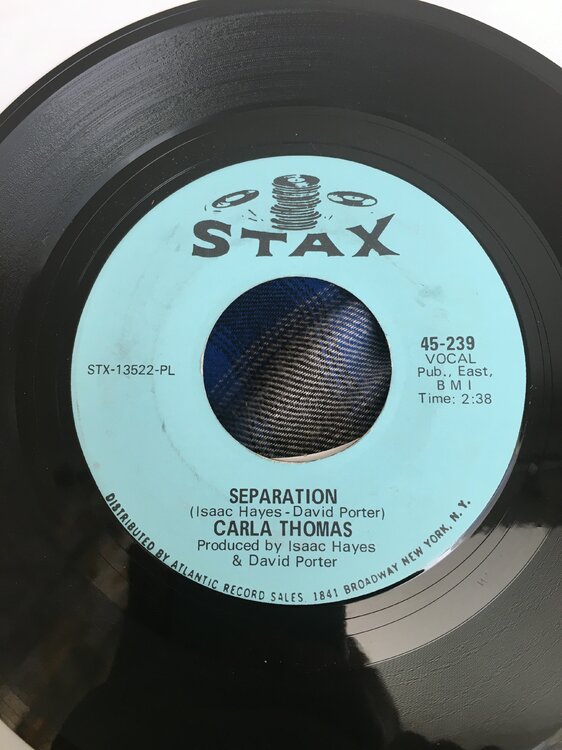 STAX
STX-13522-PL
45-239
VOCAL
Pub., East,
B M I
Time: 2:38
SEPARATION
(Isaac Hayes - David Porter)
CARLA THOMAS
Produced by Isaac Hayes
& David Porter
DISTRIBUTED BY ATLANTIC RECORD SALES, 1841 BROADWAY NEW YORK, N. Y.